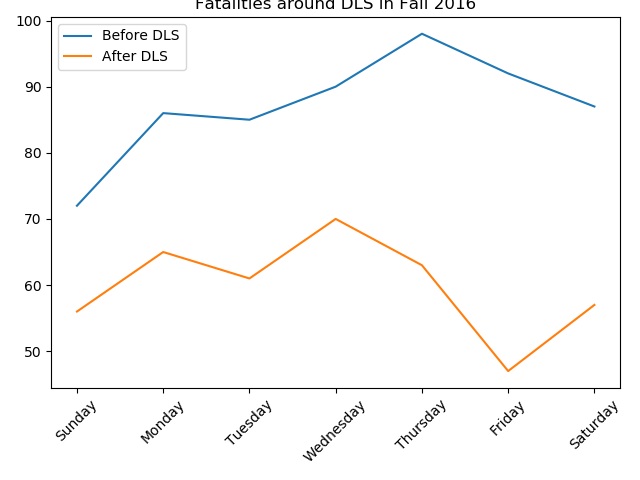 Fatalities around DLS in Fall 2016
100
90
80
70
60
50
Before DLS
After DLS
Sunday
Monday
Tuesday
Wednesday
Thursday
Friday
Saturday